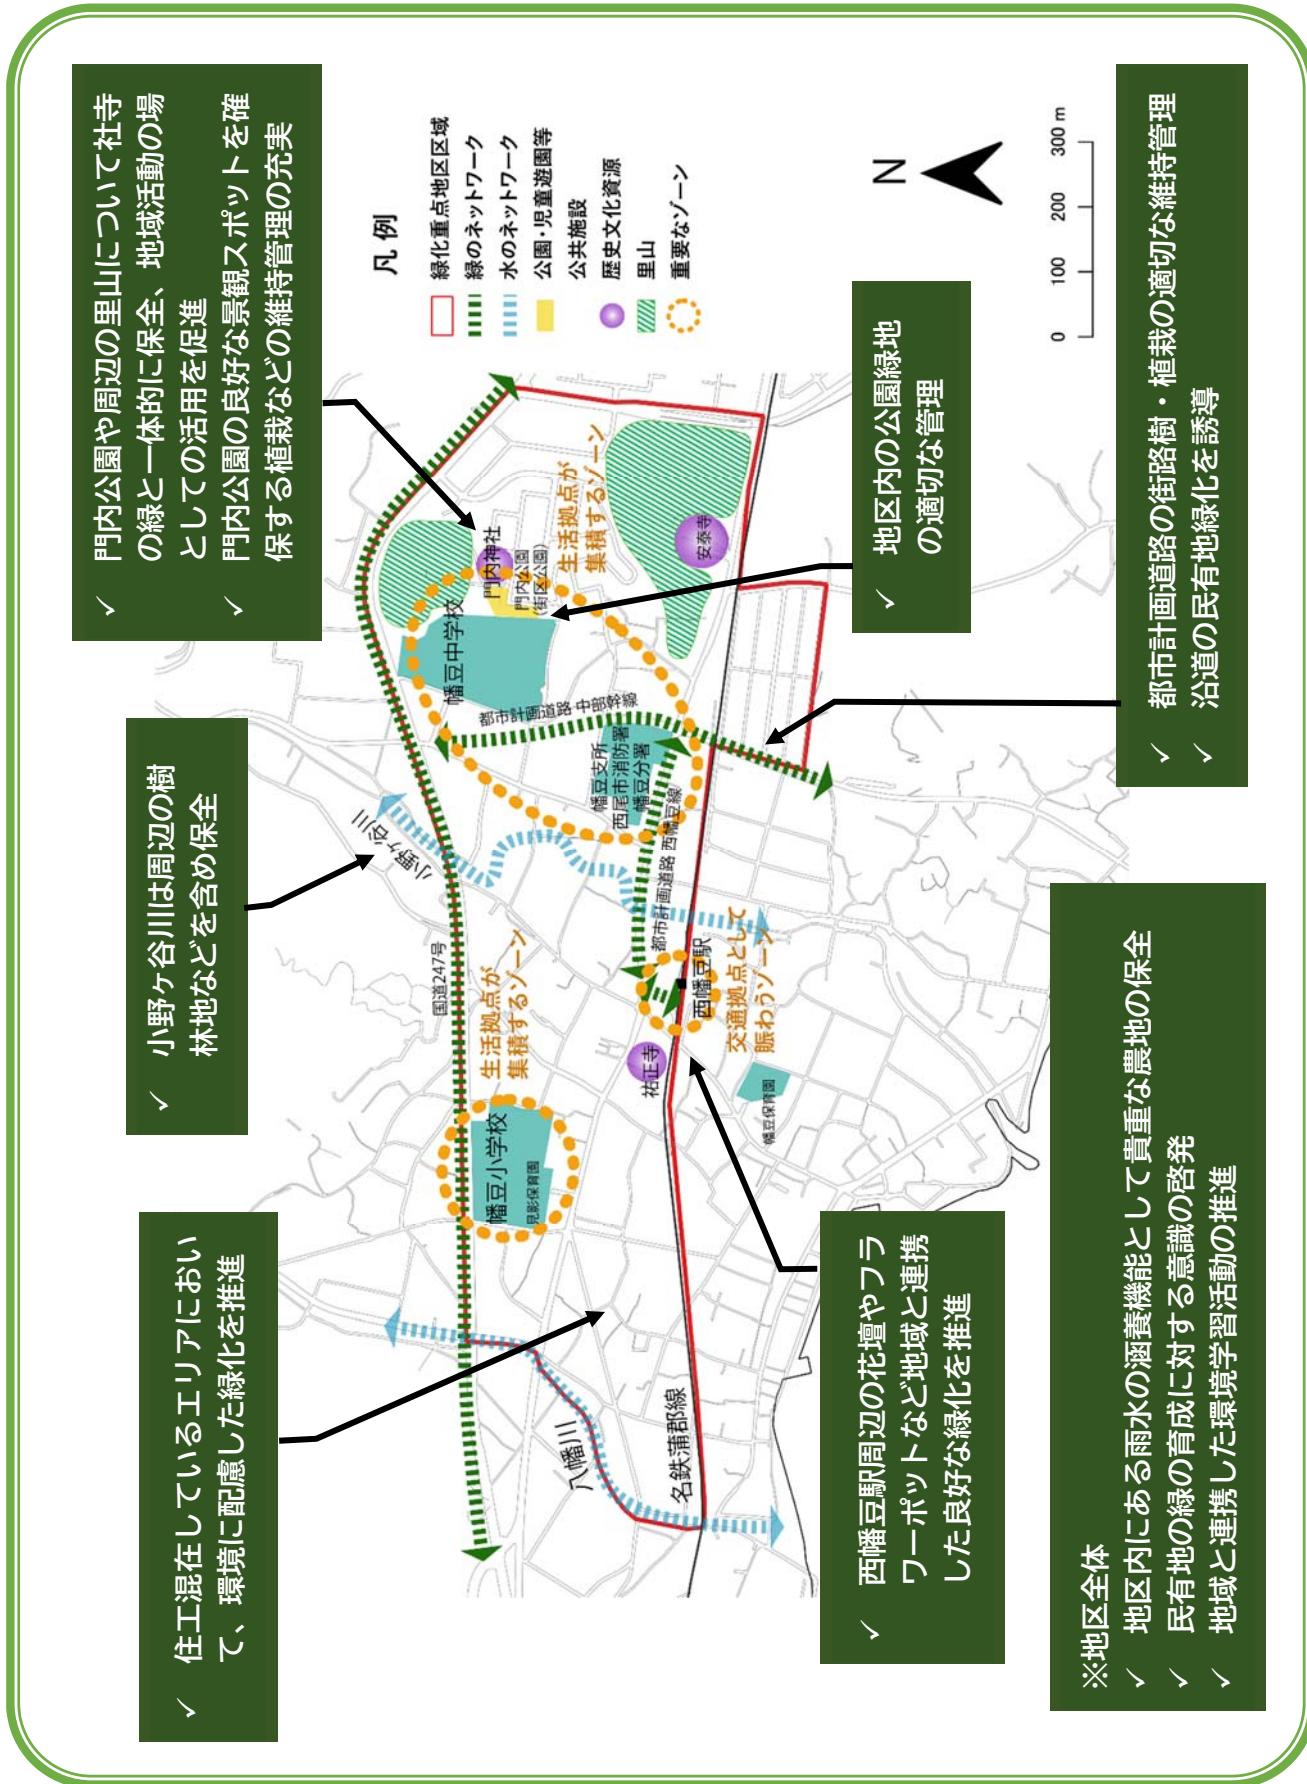 ✓ 住工混在しているエリアにおい
て、環境に配慮した緑化を推進
✓ 小野ヶ谷川は周辺の樹
林地などを含め保全
✓ 門内公園や周辺の里山について社寺
の緑と一体的に保全、地域活動の場
としての活用を促進
✓ 門内公園の良好な景観スポットを確
保する植栽などの維持管理の充実
凡例
緑化重点地区区域
緑のネットワーク
水のネットワーク
公園・児童遊園等
公共施設
歴史文化資源
里山
重要なゾーン
小野ヶ谷川
国道247号
幡豆中学校
門内神社
門内公園
(街区公園)
生活拠点が
集積するゾーン
都市計画道路 中部幹線
生活拠点が
集積するゾーン
幡豆小学校
見影保育園
八幡川
幡豆支所
西尾市消防署
幡豆分署
都市計画道路 西幡豆線
安泰寺
祐正寺
西幡豆駅
名鉄蒲郡線
交通拠点として
賑わうゾーン
幡豆保育園
✓ 西幡豆駅周辺の花壇やフラ
ワーポットなど地域と連携
した良好な緑化を推進
✓ 地区内の公園緑地
の適切な管理
N
0 100 200 300 m
※地区全体
✓ 地区内にある雨水の涵養機能として貴重な農地の保全
✓ 民有地の緑の育成に対する意識の啓発
✓ 地域と連携した環境学習活動の推進
✓ 都市計画道路の街路樹・植栽の適切な維持管理
✓ 沿道の民有地緑化を誘導